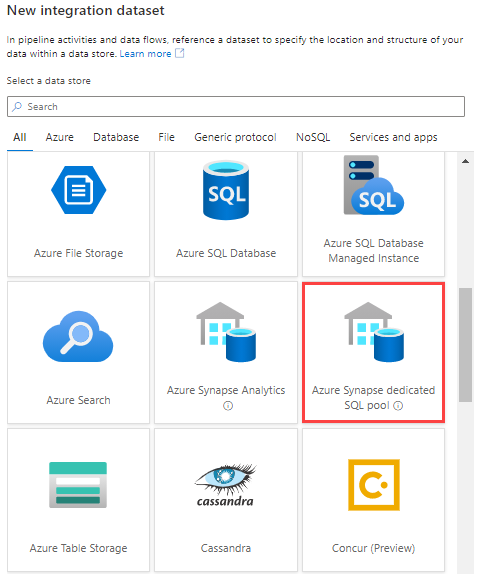 New integration dataset
In pipeline activities and data flows, reference a dataset to specify the location and structure of your
data within a data store. Learn more
Select a data store
Search
All Azure Database File Generic protocol NoSQL Services and apps
SQL
SQL
Azure File Storage
Azure SQL Database
Azure SQL Database
Managed Instance
Azure Search
Azure Synapse Analytics
Azure Synapse dedicated
SQL pool
cassandra
Azure Table Storage
Cassandra
Concur (Preview)